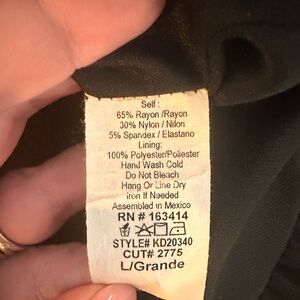 Self :
65% Rayon /Rayon
30% Nylon / Nilon
5% Spandex / Elastano
Lining:
100% Polyester/Poliester
Hand Wash Cold
Do Not Bleach
Hang Or Line Dry
Iron If Needed
Assembled in Mexico
RN # 163414
STYLE# KD20340
CUT# 2775
L/Grande